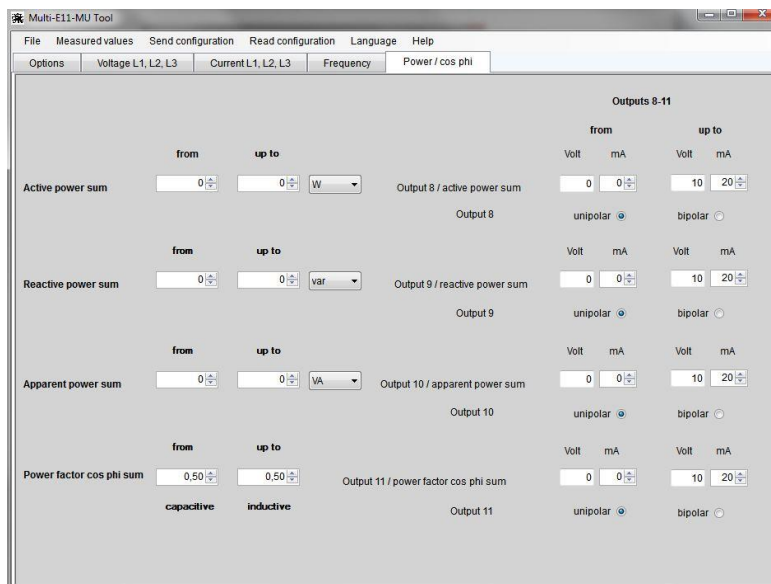 Multi-E11-MU Tool
File Measured values Send configuration Read configuration Language Help
Options Voltage L1, L2, L3 Current L1, L2, L3 Frequency Power / cos phi
Outputs 8-11
from up to
from up to Volt mA Volt mA
Active power sum 0 0 W Output 8 / active power sum 0 0 10 20
Output 8 unipolar bipolar
from up to Volt mA Volt mA
Reactive power sum 0 0 var Output 9 / reactive power sum 0 0 10 20
Output 9 unipolar bipolar
from up to Volt mA Volt mA
Apparent power sum 0 0 VA Output 10 / apparent power sum 0 0 10 20
Output 10 unipolar bipolar
from up to Volt mA Volt mA
Power factor cos phi sum 0,50 0,50 Output 11 / power factor cos phi sum 0 0 10 20
capacitive inductive Output 11 unipolar bipolar